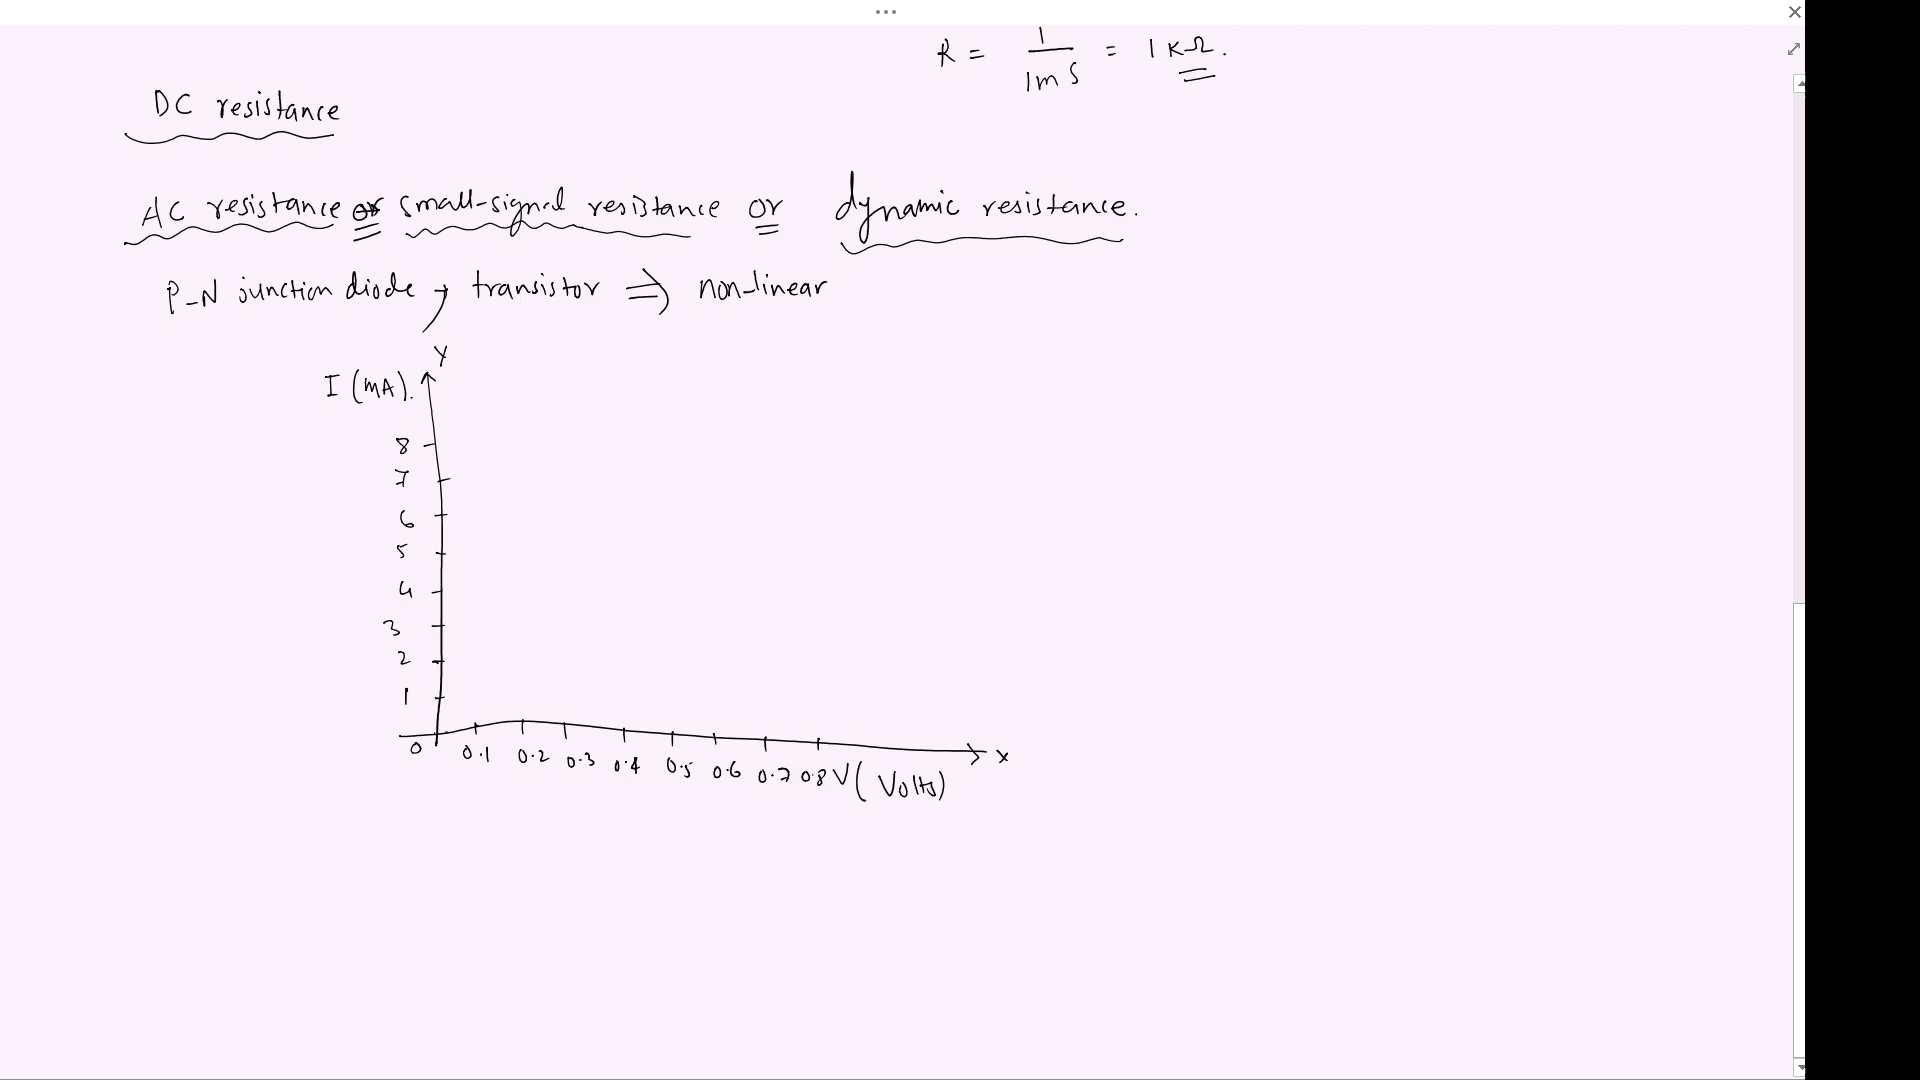 R = 1 / 1mS = 1 KΩ.
DC resistance
AC resistance or small-signal resistance or dynamic resistance.
P-N junction diode, transistor ⇒ non-linear
Y
I (mA).
8
7
6
5
4
3
2
1
0 0.1 0.2 0.3 0.4 0.5 0.6 0.7 0.8 V (Volts) X